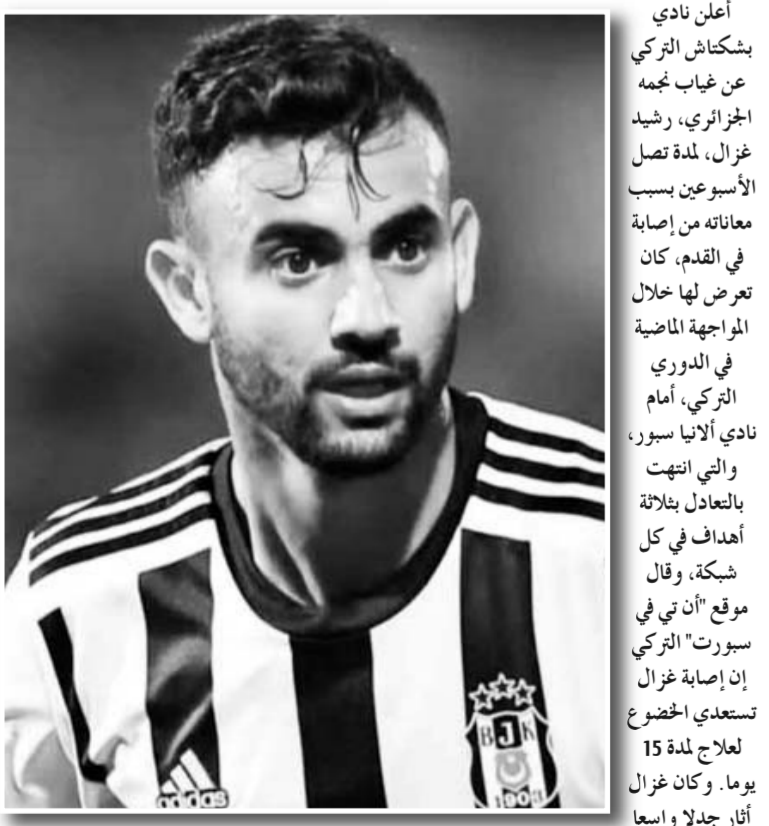 أعلن نادي
بشكتاش التركي
عن غياب نجمه
الجزائري، رشيد
غزال، لمدة تصل
الأسبوعين بسبب
معاناته من إصابة
في القدم، كان
تعرض لها خلال
المواجهة الماضية
في الدوري
التركي، أمام
نادي ألانيا سبور،
والتي انتهت
بالتعادل بثلاثة
أهداف في كل
شبكة، وقال
موقع "أن تي في
سبورت" التركي
إن إصابة غزال
تستعدي الخضوع
لعلاج لمدة 15
يوما. وكان غزال
أثار جدلا واسعا
adidas
BJK
1903